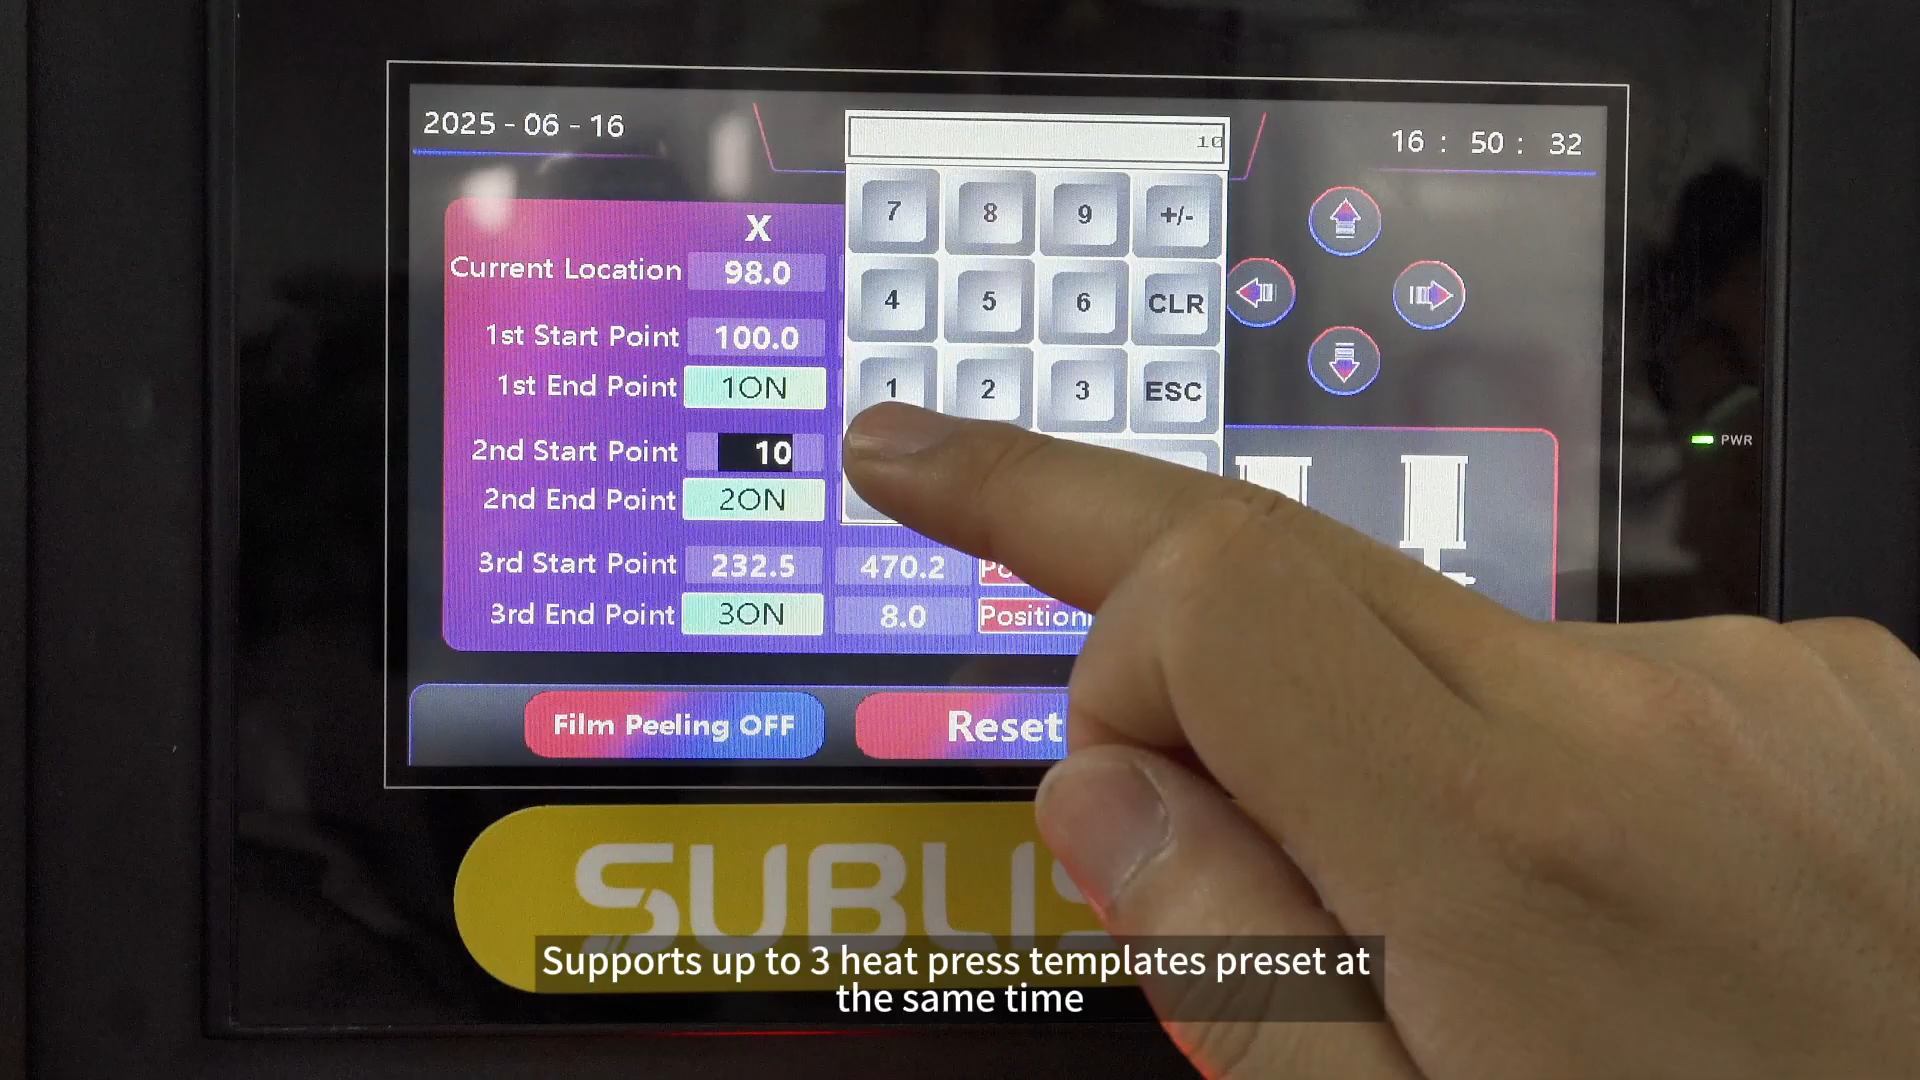 2025 - 06 - 16
16 : 50 : 32
10
7 8 9 +/-
4 5 6 CLR
1 2 3 ESC
X
Current Location 98.0
1st Start Point 100.0
1st End Point 1ON
2nd Start Point 10
2nd End Point 2ON
3rd Start Point 232.5 470.2
3rd End Point 3ON 8.0 Position
PWR
Film Peeling OFF
Reset
SUBLIS
Supports up to 3 heat press templates preset at
the same time